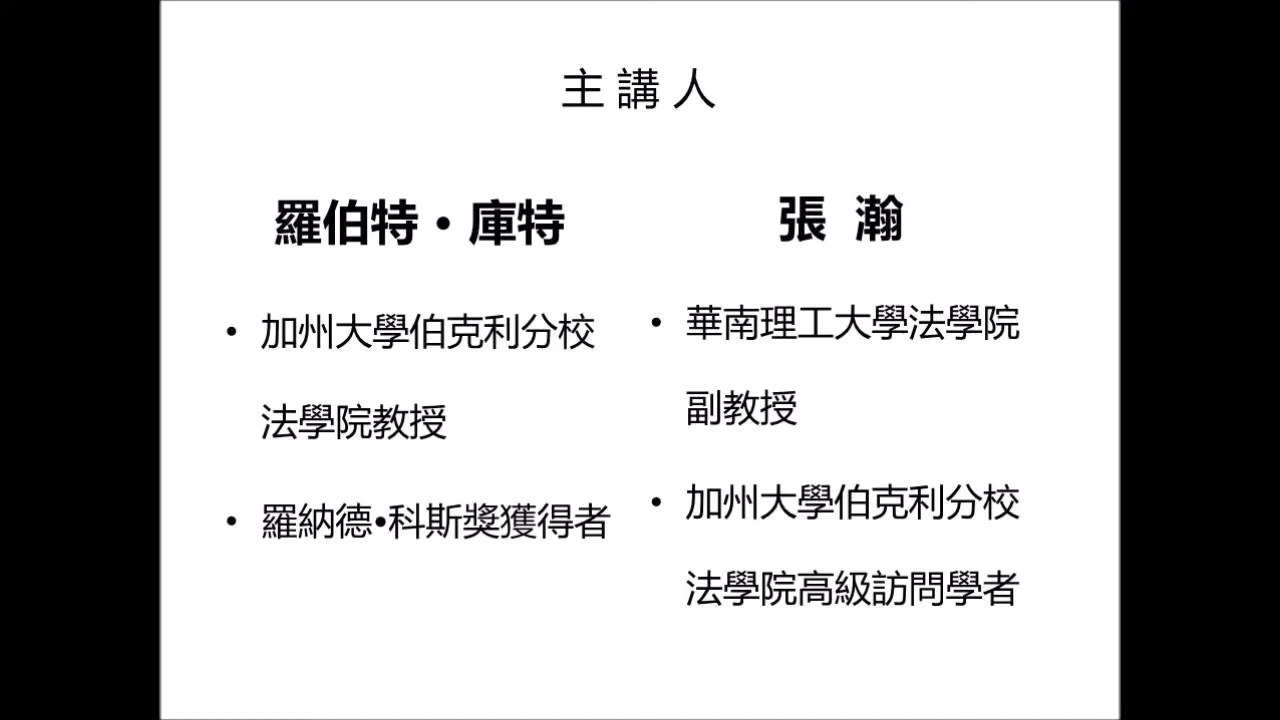 主講人
羅伯特•庫特
• 加州大學伯克利分校
法學院教授
• 羅納德•科斯獎獲得者
張 瀚
• 華南理工大學法學院
副教授
• 加州大學伯克利分校
法學院高級訪問學者